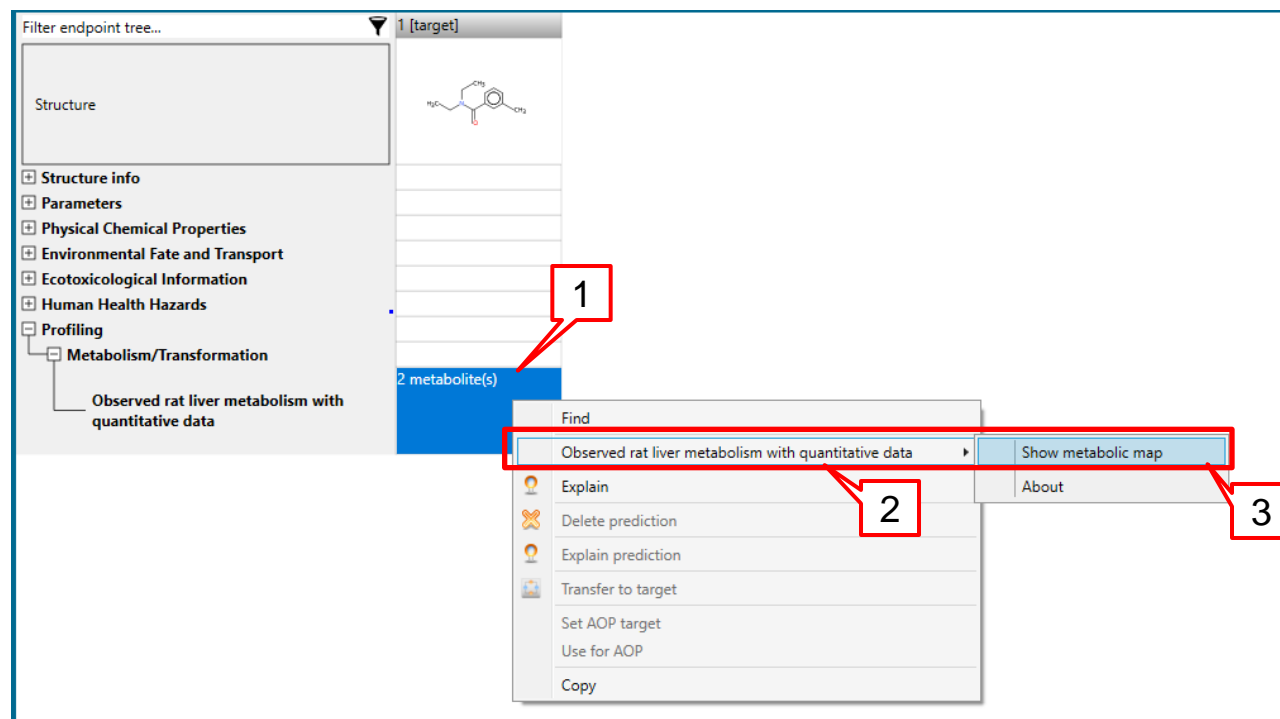 Filter endpoint tree...
1 [target]
Structure
CH₃
H₃C
N
O
CH₃
Structure info
Parameters
Physical Chemical Properties
Environmental Fate and Transport
Ecotoxicological Information
Human Health Hazards
Profiling
Metabolism/Transformation
Observed rat liver metabolism with
quantitative data
2 metabolite(s)
1
Find
Observed rat liver metabolism with quantitative data
Show metabolic map
2
3
Explain
About
Delete prediction
Explain prediction
Transfer to target
Set AOP target
Use for AOP
Copy